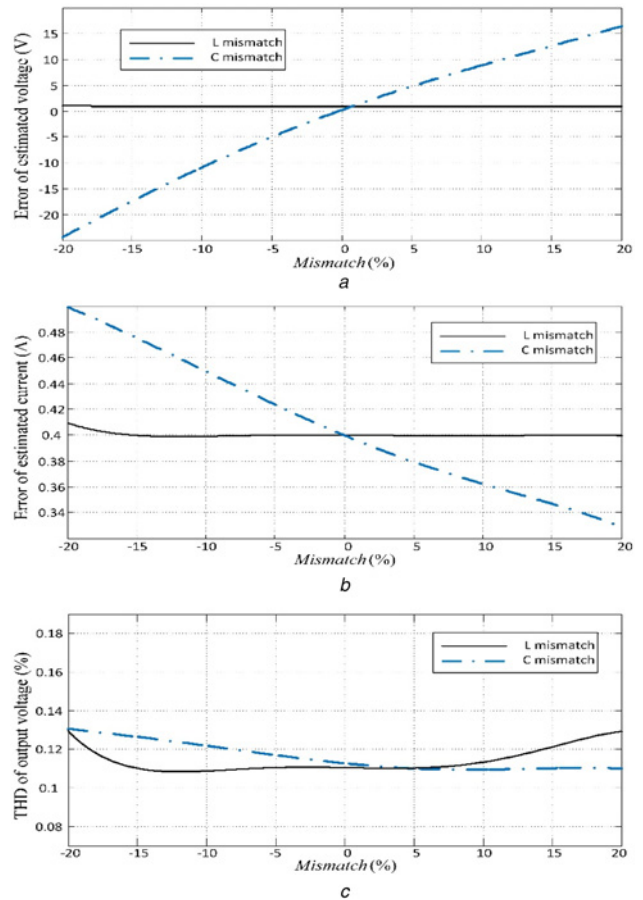 Error of estimated voltage (V)
15
10
5
0
-5
-10
-15
-20
L mismatch
C mismatch
-20 -15 -10 -5 0 5 10 15 20
Mismatch (%)
a
Error of estimated current (A)
0.48
0.46
0.44
0.42
0.4
0.38
0.36
0.34
L mismatch
C mismatch
-20 -15 -10 -5 0 5 10 15 20
Mismatch (%)
b
THD of output voltage (%)
0.18
0.16
0.14
0.12
0.1
0.08
L mismatch
C mismatch
-20 -15 -10 -5 0 5 10 15 20
Mismatch (%)
c